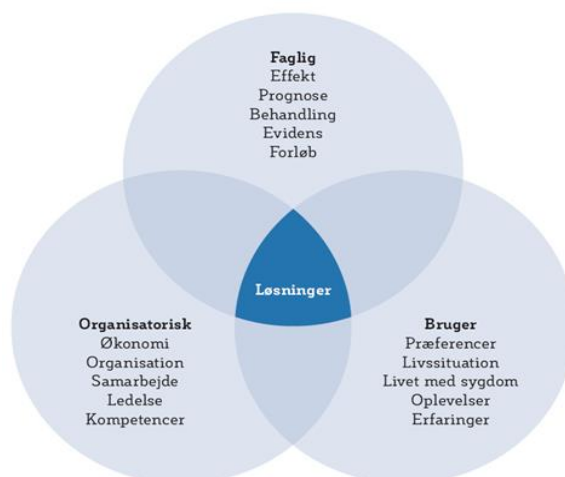 Faglig
Effekt
Prognose
Behandling
Evidens
Forløb
Løsninger
Organisatorisk
Økonomi
Organisation
Samarbejde
Ledelse
Kompetencer
Bruger
Præferencer
Livssituation
Livet med sygdom
Oplevelser
Erfaringer